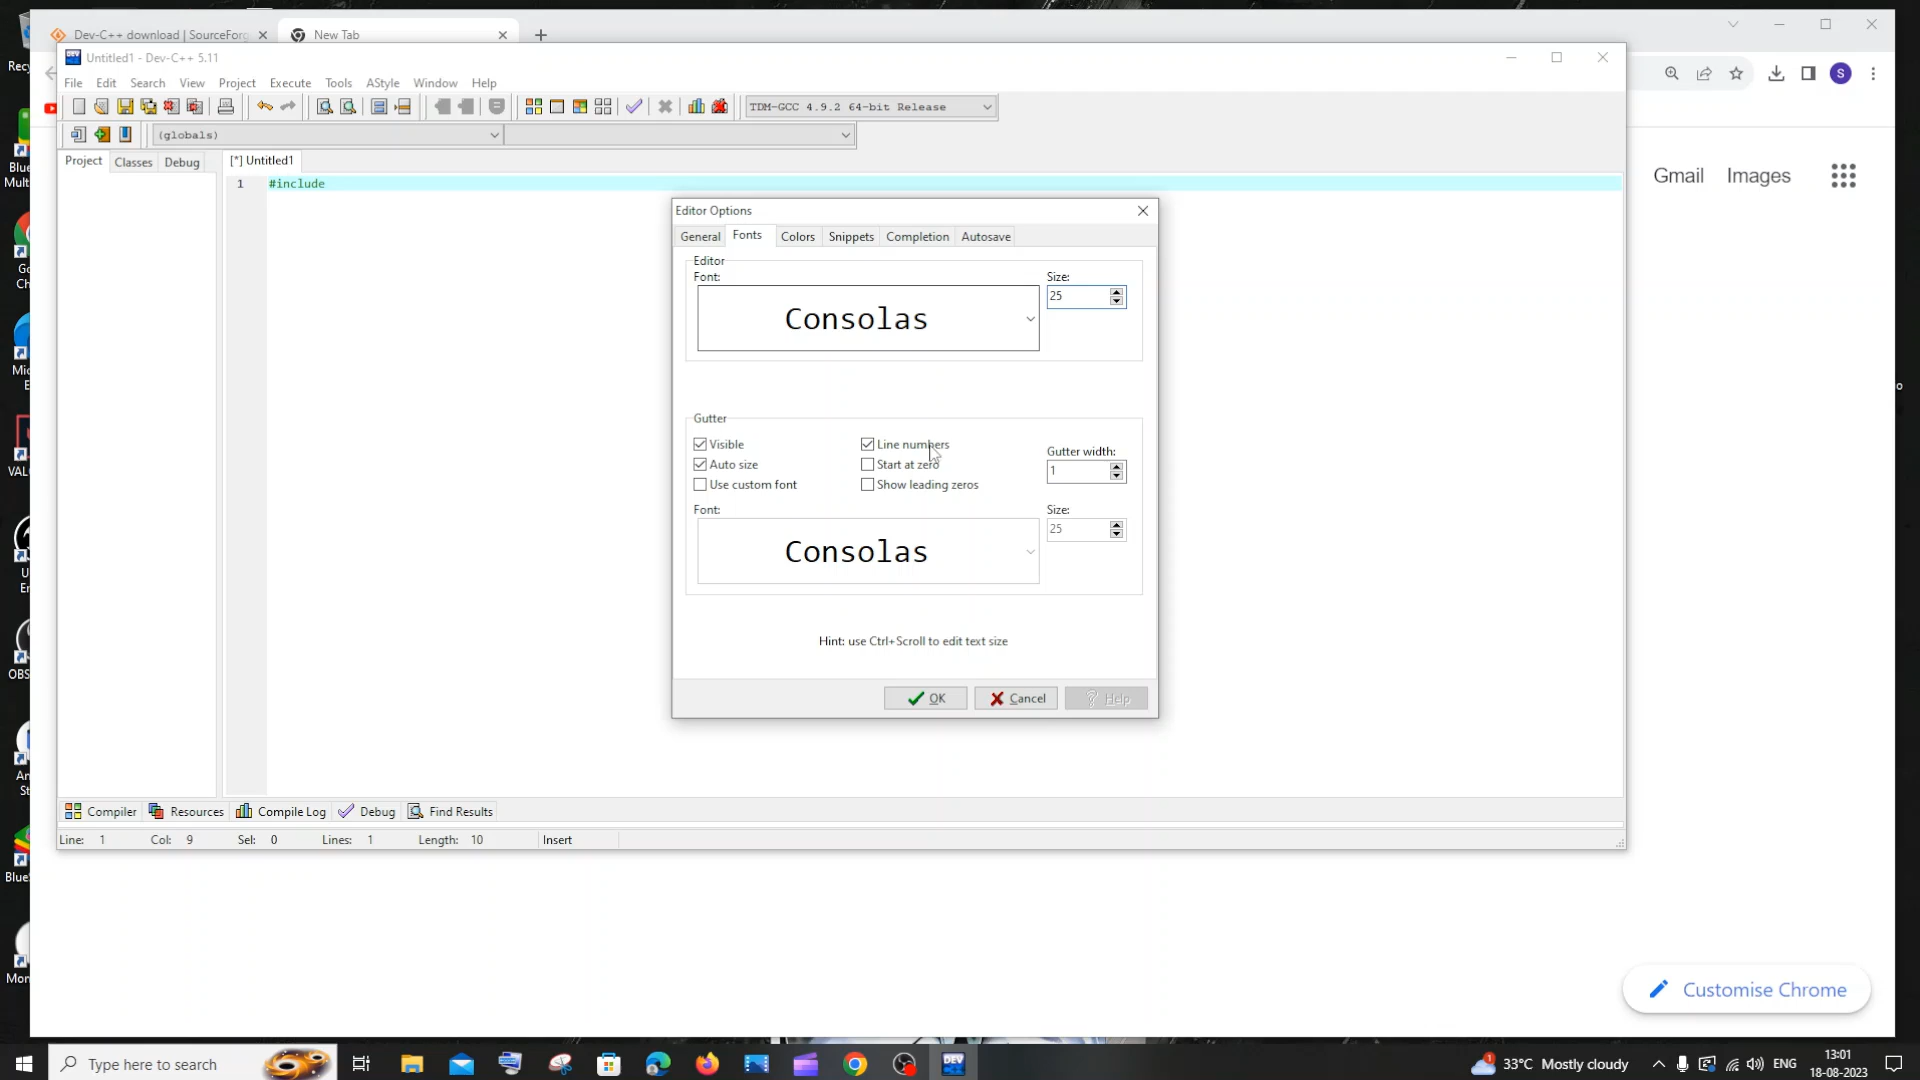 Dev-C++ download | SourceForg
New Tab
Untitled1 - Dev-C++ 5.11
File Edit Search View Project Execute Tools AStyle Window Help
TDM-GCC 4.9.2 64-bit Release
(globals)
Project Classes Debug
[*] Untitled1
1 #include
Editor Options
General Fonts Colors Snippets Completion Autosave
Editor
Font: Size:
Consolas 25
Gutter
Visible Line numbers
Gutter width:
Auto size Start at zero
1
Use custom font Show leading zeros
Font: Size:
Consolas 25
Hint: use Ctrl+Scroll to edit text size
OK Cancel Help
Compiler Resources Compile Log Debug Find Results
Line: 1 Col: 9 Sel: 0 Lines: 1 Length: 10 Insert
S
Gmail Images
Customise Chrome
Type here to search
DEV
33°C Mostly cloudy
ENG
13:01
18-08-2023